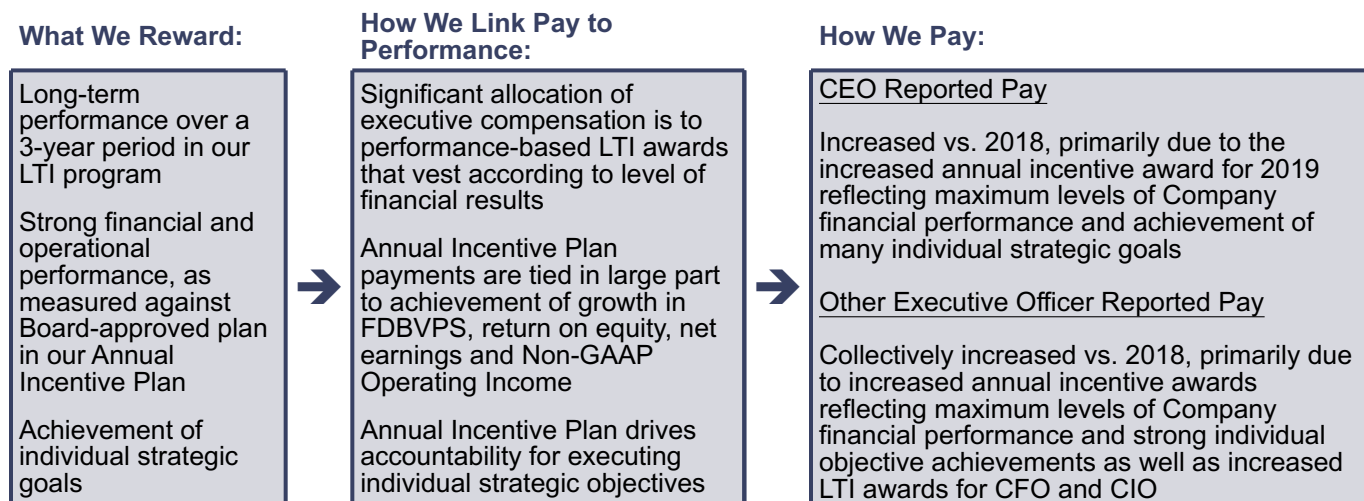 What We Reward:
Long-term
performance over a
3-year period in our
LTI program
Strong financial and
operational
performance, as
measured against
Board-approved plan
in our Annual
Incentive Plan
Achievement of
individual strategic
goals
How We Link Pay to
Performance:
Significant allocation of
executive compensation is to
performance-based LTI awards
that vest according to level of
financial results
Annual Incentive Plan
payments are tied in large part
to achievement of growth in
FDBVPS, return on equity, net
earnings and Non-GAAP
Operating Income
Annual Incentive Plan drives
accountability for executing
individual strategic objectives
How We Pay:
CEO Reported Pay
Increased vs. 2018, primarily due to the
increased annual incentive award for 2019
reflecting maximum levels of Company
financial performance and achievement of
many individual strategic goals
Other Executive Officer Reported Pay
Collectively increased vs. 2018, primarily due
to increased annual incentive awards
reflecting maximum levels of Company
financial performance and strong individual
objective achievements as well as increased
LTI awards for CFO and CIO